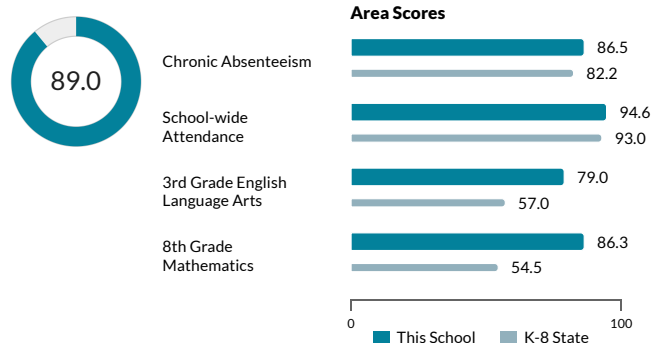 Area Scores
89.0
Chronic Absenteeism
86.5
82.2
School-wide
Attendance
94.6
93.0
3rd Grade English
Language Arts
79.0
57.0
8th Grade
Mathematics
86.3
54.5
0
100
This School
K-8 State